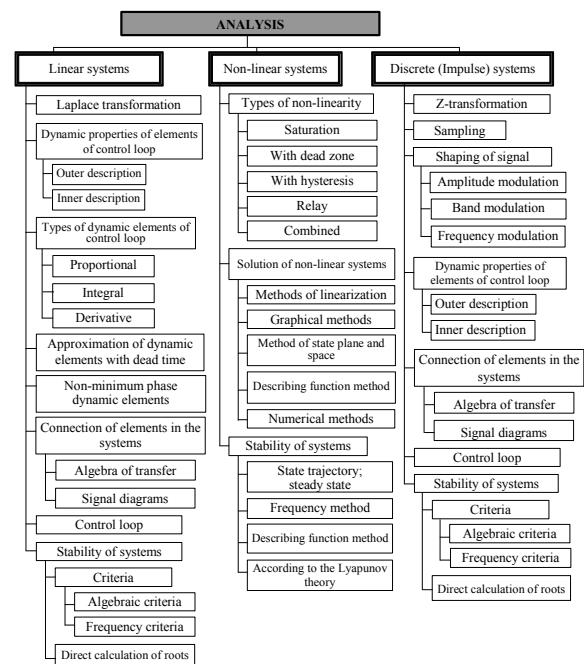 ANALYSIS
Linear systems
Laplace transformation
Dynamic properties of elements
of control loop
Outer description
Inner description
Types of dynamic elements of
control loop
Proportional
Integral
Derivative
Approximation of dynamic
elements with dead time
Non-minimum phase
dynamic elements
Connection of elements in the
systems
Algebra of transfer
Signal diagrams
Control loop
Stability of systems
Criteria
Algebraic criteria
Frequency criteria
Direct calculation of roots
Non-linear systems
Types of non-linearity
Saturation
With dead zone
With hysteresis
Relay
Combined
Solution of non-linear systems
Methods of linearization
Graphical methods
Method of state plane and
space
Describing function method
Numerical methods
Stability of systems
State trajectory;
steady state
Frequency method
Describing function method
According to the Lyapunov
theory
Discrete (Impulse) systems
Z-transformation
Sampling
Shaping of signal
Amplitude modulation
Band modulation
Frequency modulation
Dynamic properties of
elements of control loop
Outer description
Inner description
Connection of elements in the
systems
Algebra of transfer
Signal diagrams
Control loop
Stability of systems
Criteria
Algebraic criteria
Frequency criteria
Direct calculation of roots